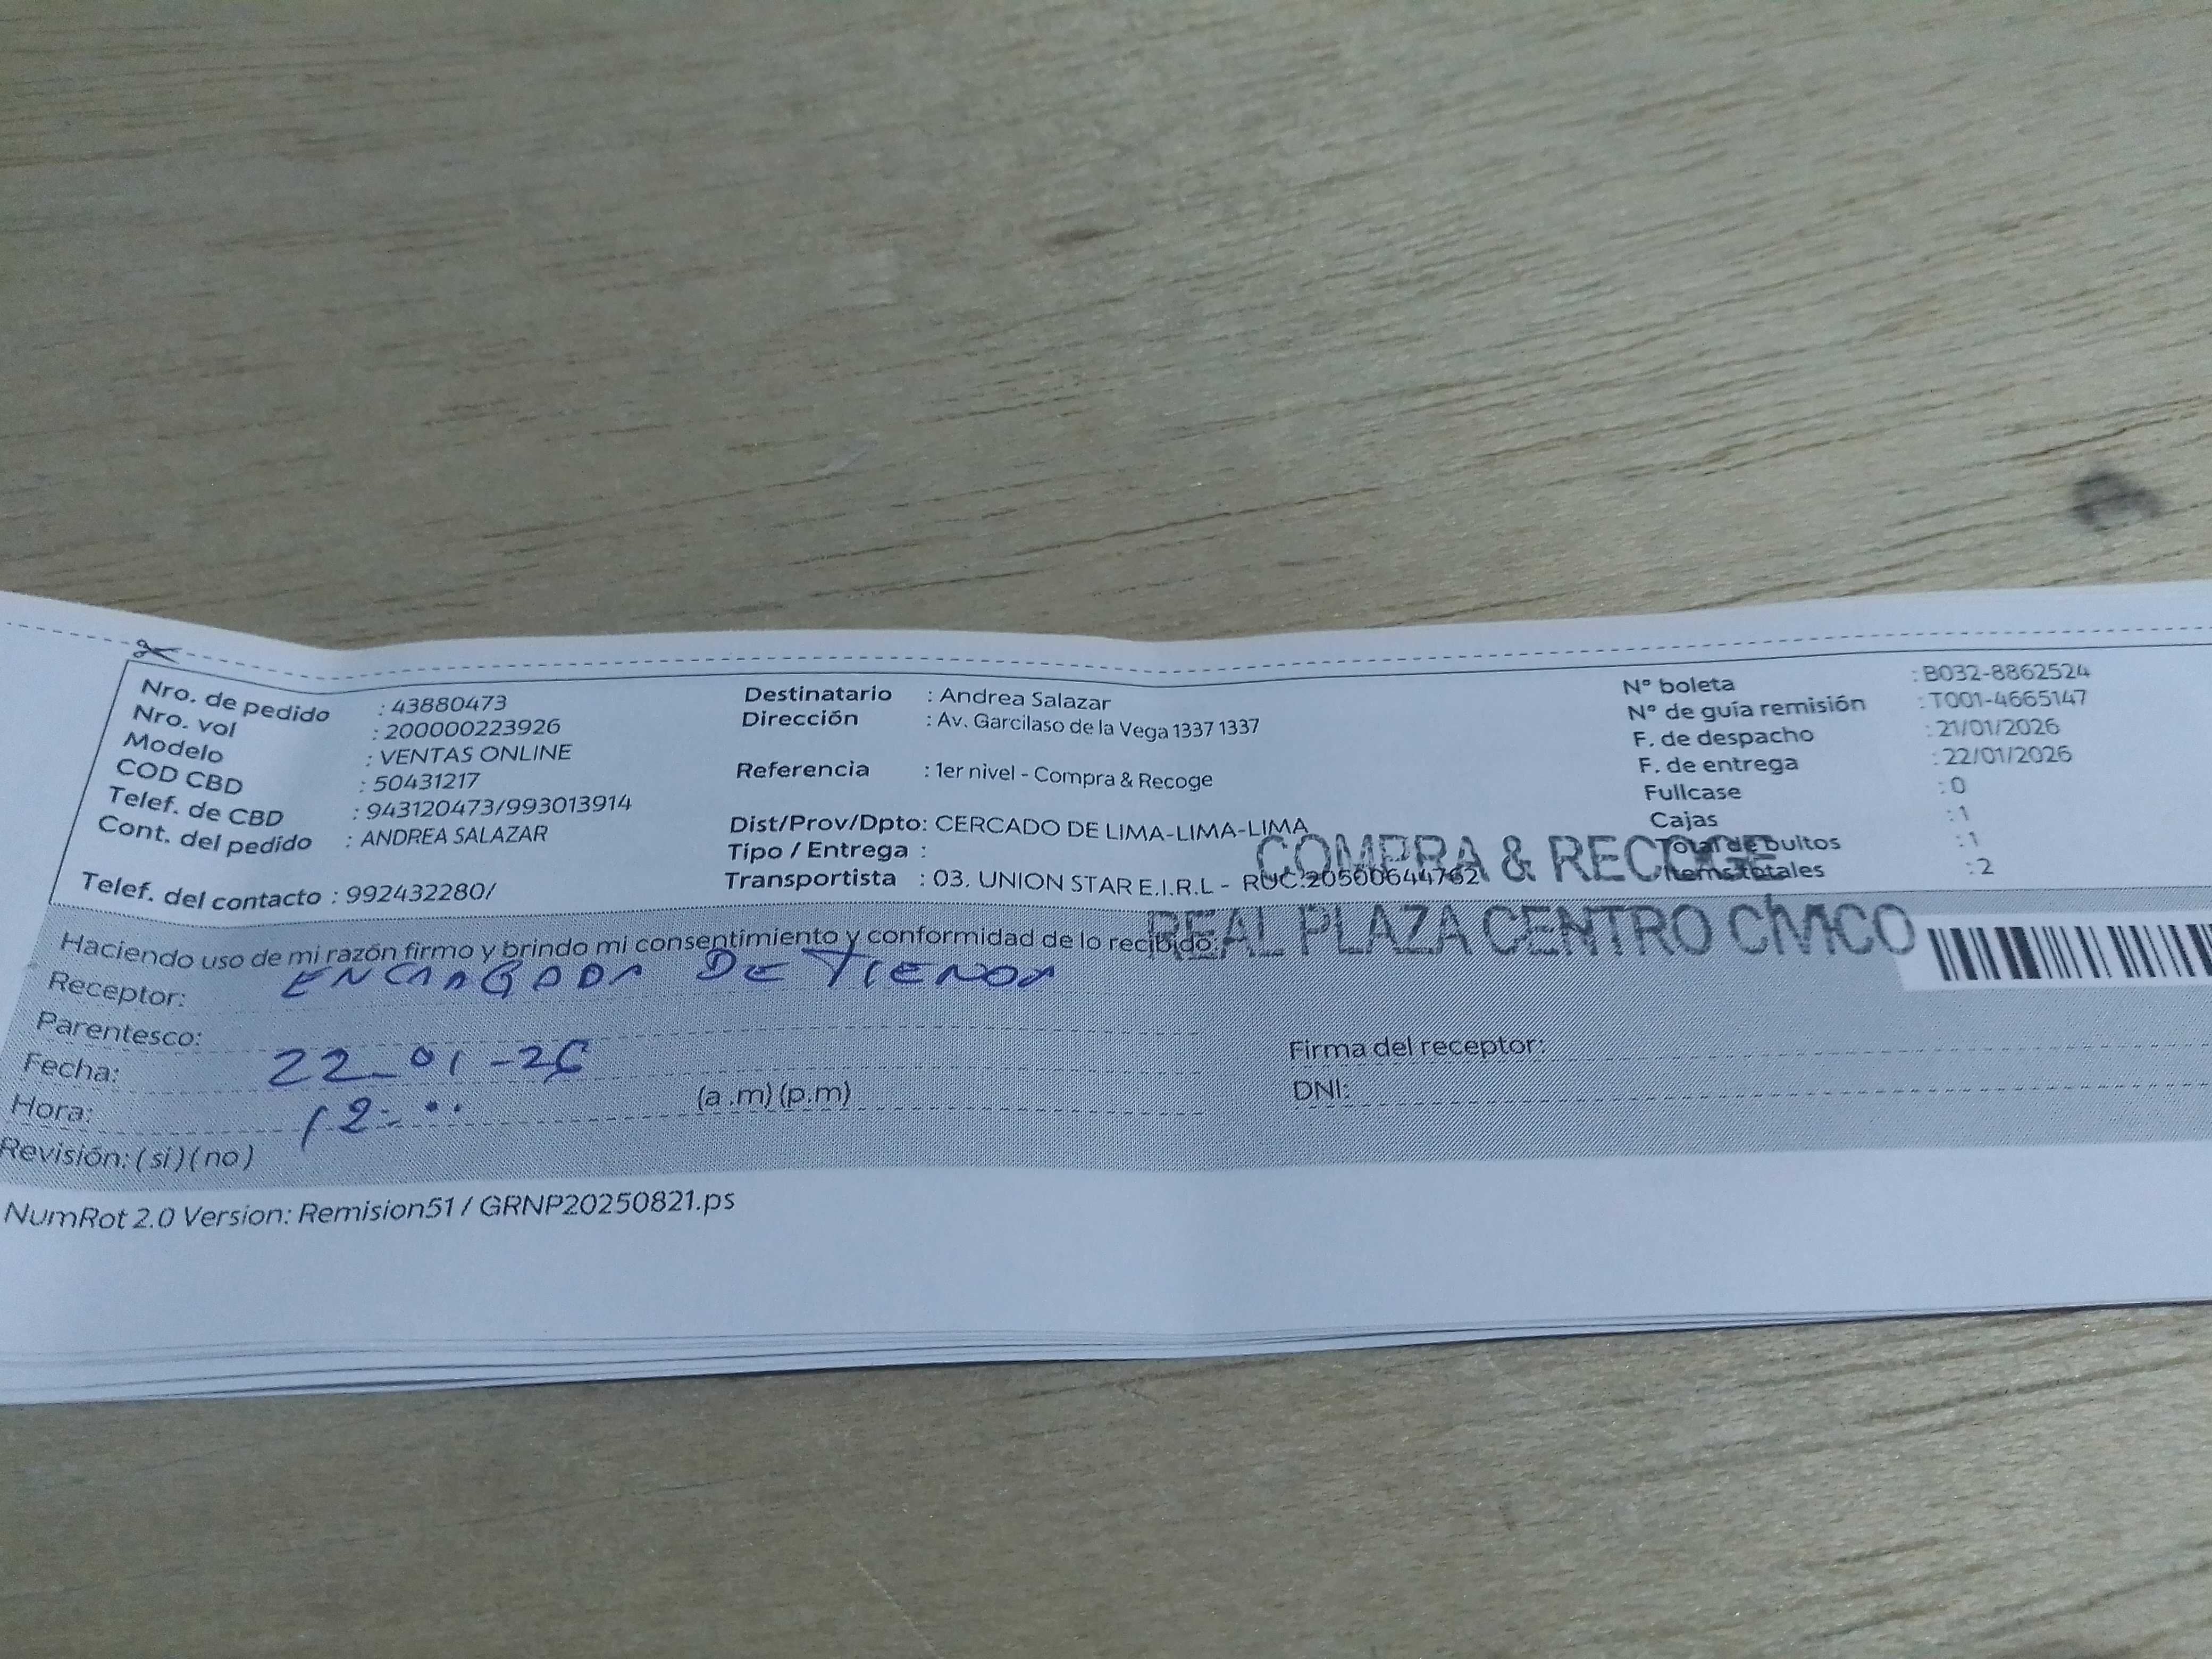 Nro. de pedido : 43880473
Nro. vol : 200000223926
Modelo : VENTAS ONLINE
COD CBD : 50431217
Telef. de CBD : 943120473/993013914
Cont. del pedido : ANDREA SALAZAR
Telef. del contacto : 992432280/
Destinatario : Andrea Salazar
Dirección : Av. Garcilaso de la Vega 1337 1337
Referencia : 1er nivel - Compra & Recoge
Dist/Prov/Dpto: CERCADO DE LIMA-LIMA-LIMA
Tipo / Entrega :
Transportista : 03. UNION STAR E.I.R.L - RUC:20500644762
N° boleta : B032-8862524
N° de guía remisión : T001-4665147
F. de despacho : 21/01/2026
F. de entrega : 22/01/2026
Fullcase : 0
Cajas : 1
Total de bultos : 1
Items totales : 2
COMPRA & RECOGE
REAL PLAZA CENTRO CÍVICO
Haciendo uso de mi razón firmo y brindo mi consentimiento y conformidad de lo recibido:
Receptor: ENCARGADA DE TIENDA
Parentesco:
Fecha: 22-01-26
Hora: 12:00 (a.m) (p.m)
Revisión: (si) (no)
Firma del receptor:
DNI:
NumRot 2.0 Version: Remision51 / GRNP20250821.ps